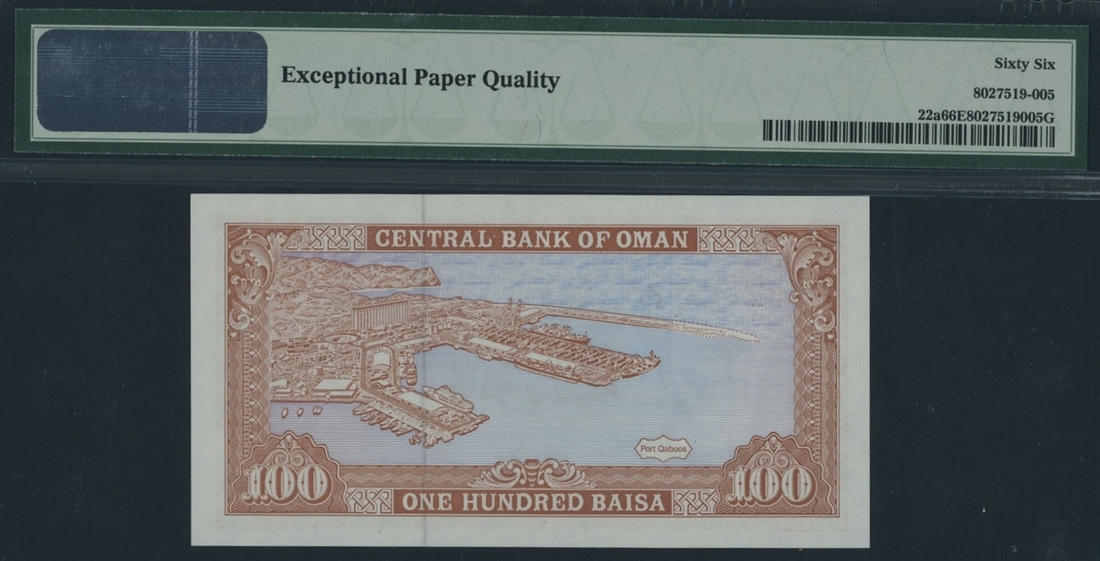 Exceptional Paper Quality
Sixty Six
8027519-005
22a66E8027519005G
CENTRAL BANK OF OMAN
Port Qaboos
100
100
ONE HUNDRED BAISA